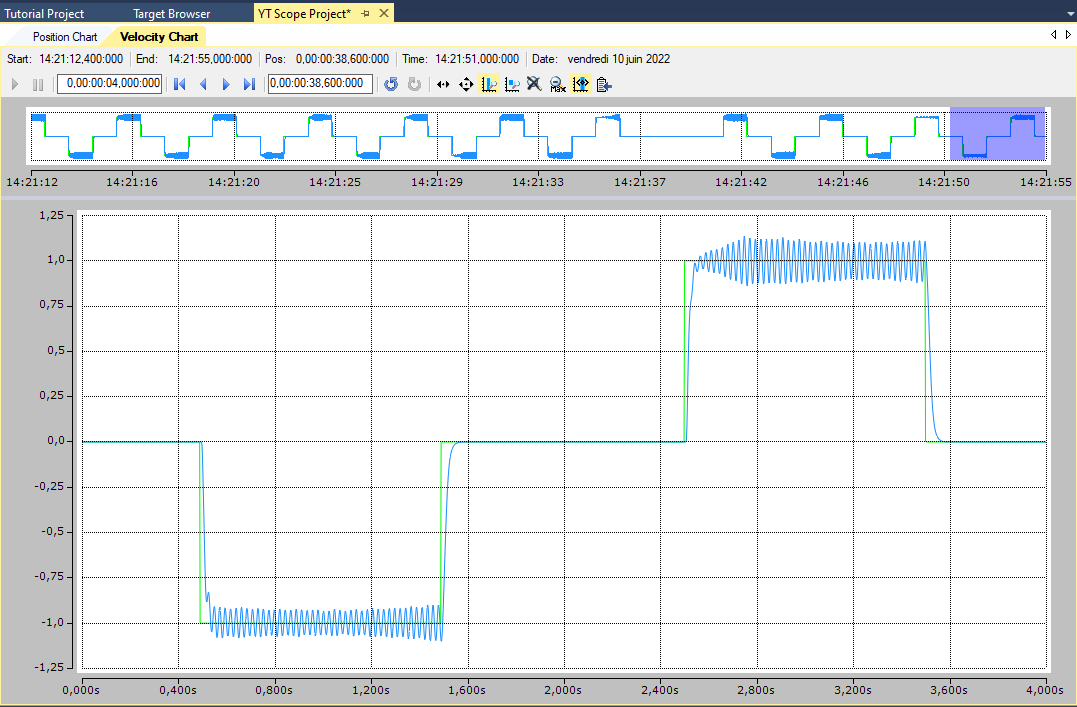 Tutorial Project Target Browser YT Scope Project*
Position Chart Velocity Chart
Start: 14:21:12,400:000 End: 14:21:55,000:000 Pos: 0,00:00:38,600:000 Time: 14:21:51,000:000 Date: vendredi 10 juin 2022
0,00:00:04,000:000 0,00:00:38,600:000 Max
14:21:12 14:21:16 14:21:20 14:21:25 14:21:29 14:21:33 14:21:37 14:21:42 14:21:46 14:21:50 14:21:55
1,25
1,0
0,75
0,5
0,25
0,0
-0,25
-0,5
-0,75
-1,0
-1,25
0,000s 0,400s 0,800s 1,200s 1,600s 2,000s 2,400s 2,800s 3,200s 3,600s 4,000s